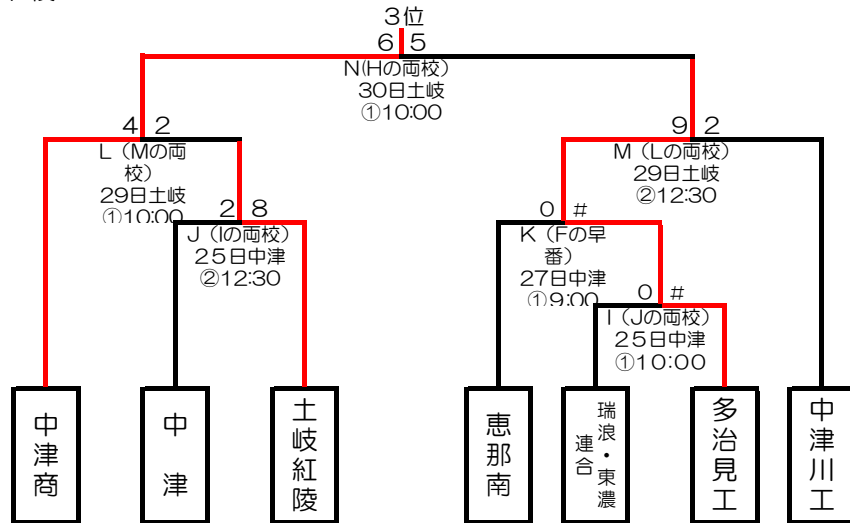 3位
6 5
N(Hの両校)
30日土岐
①10:00
4 2
L（Mの両
校）
29日土岐
①10:00
9 2
M（Lの両校）
29日土岐
②12:30
2 8
J（Iの両校）
25日中津
②12:30
0 #
K（Fの早
番）
27日中津
①9:00
0 #
I（Jの両校）
25日中津
①10:00
中津商
中津
土岐紅陵
恵那南
瑞浪・東濃
連合
多治見工
中津川工